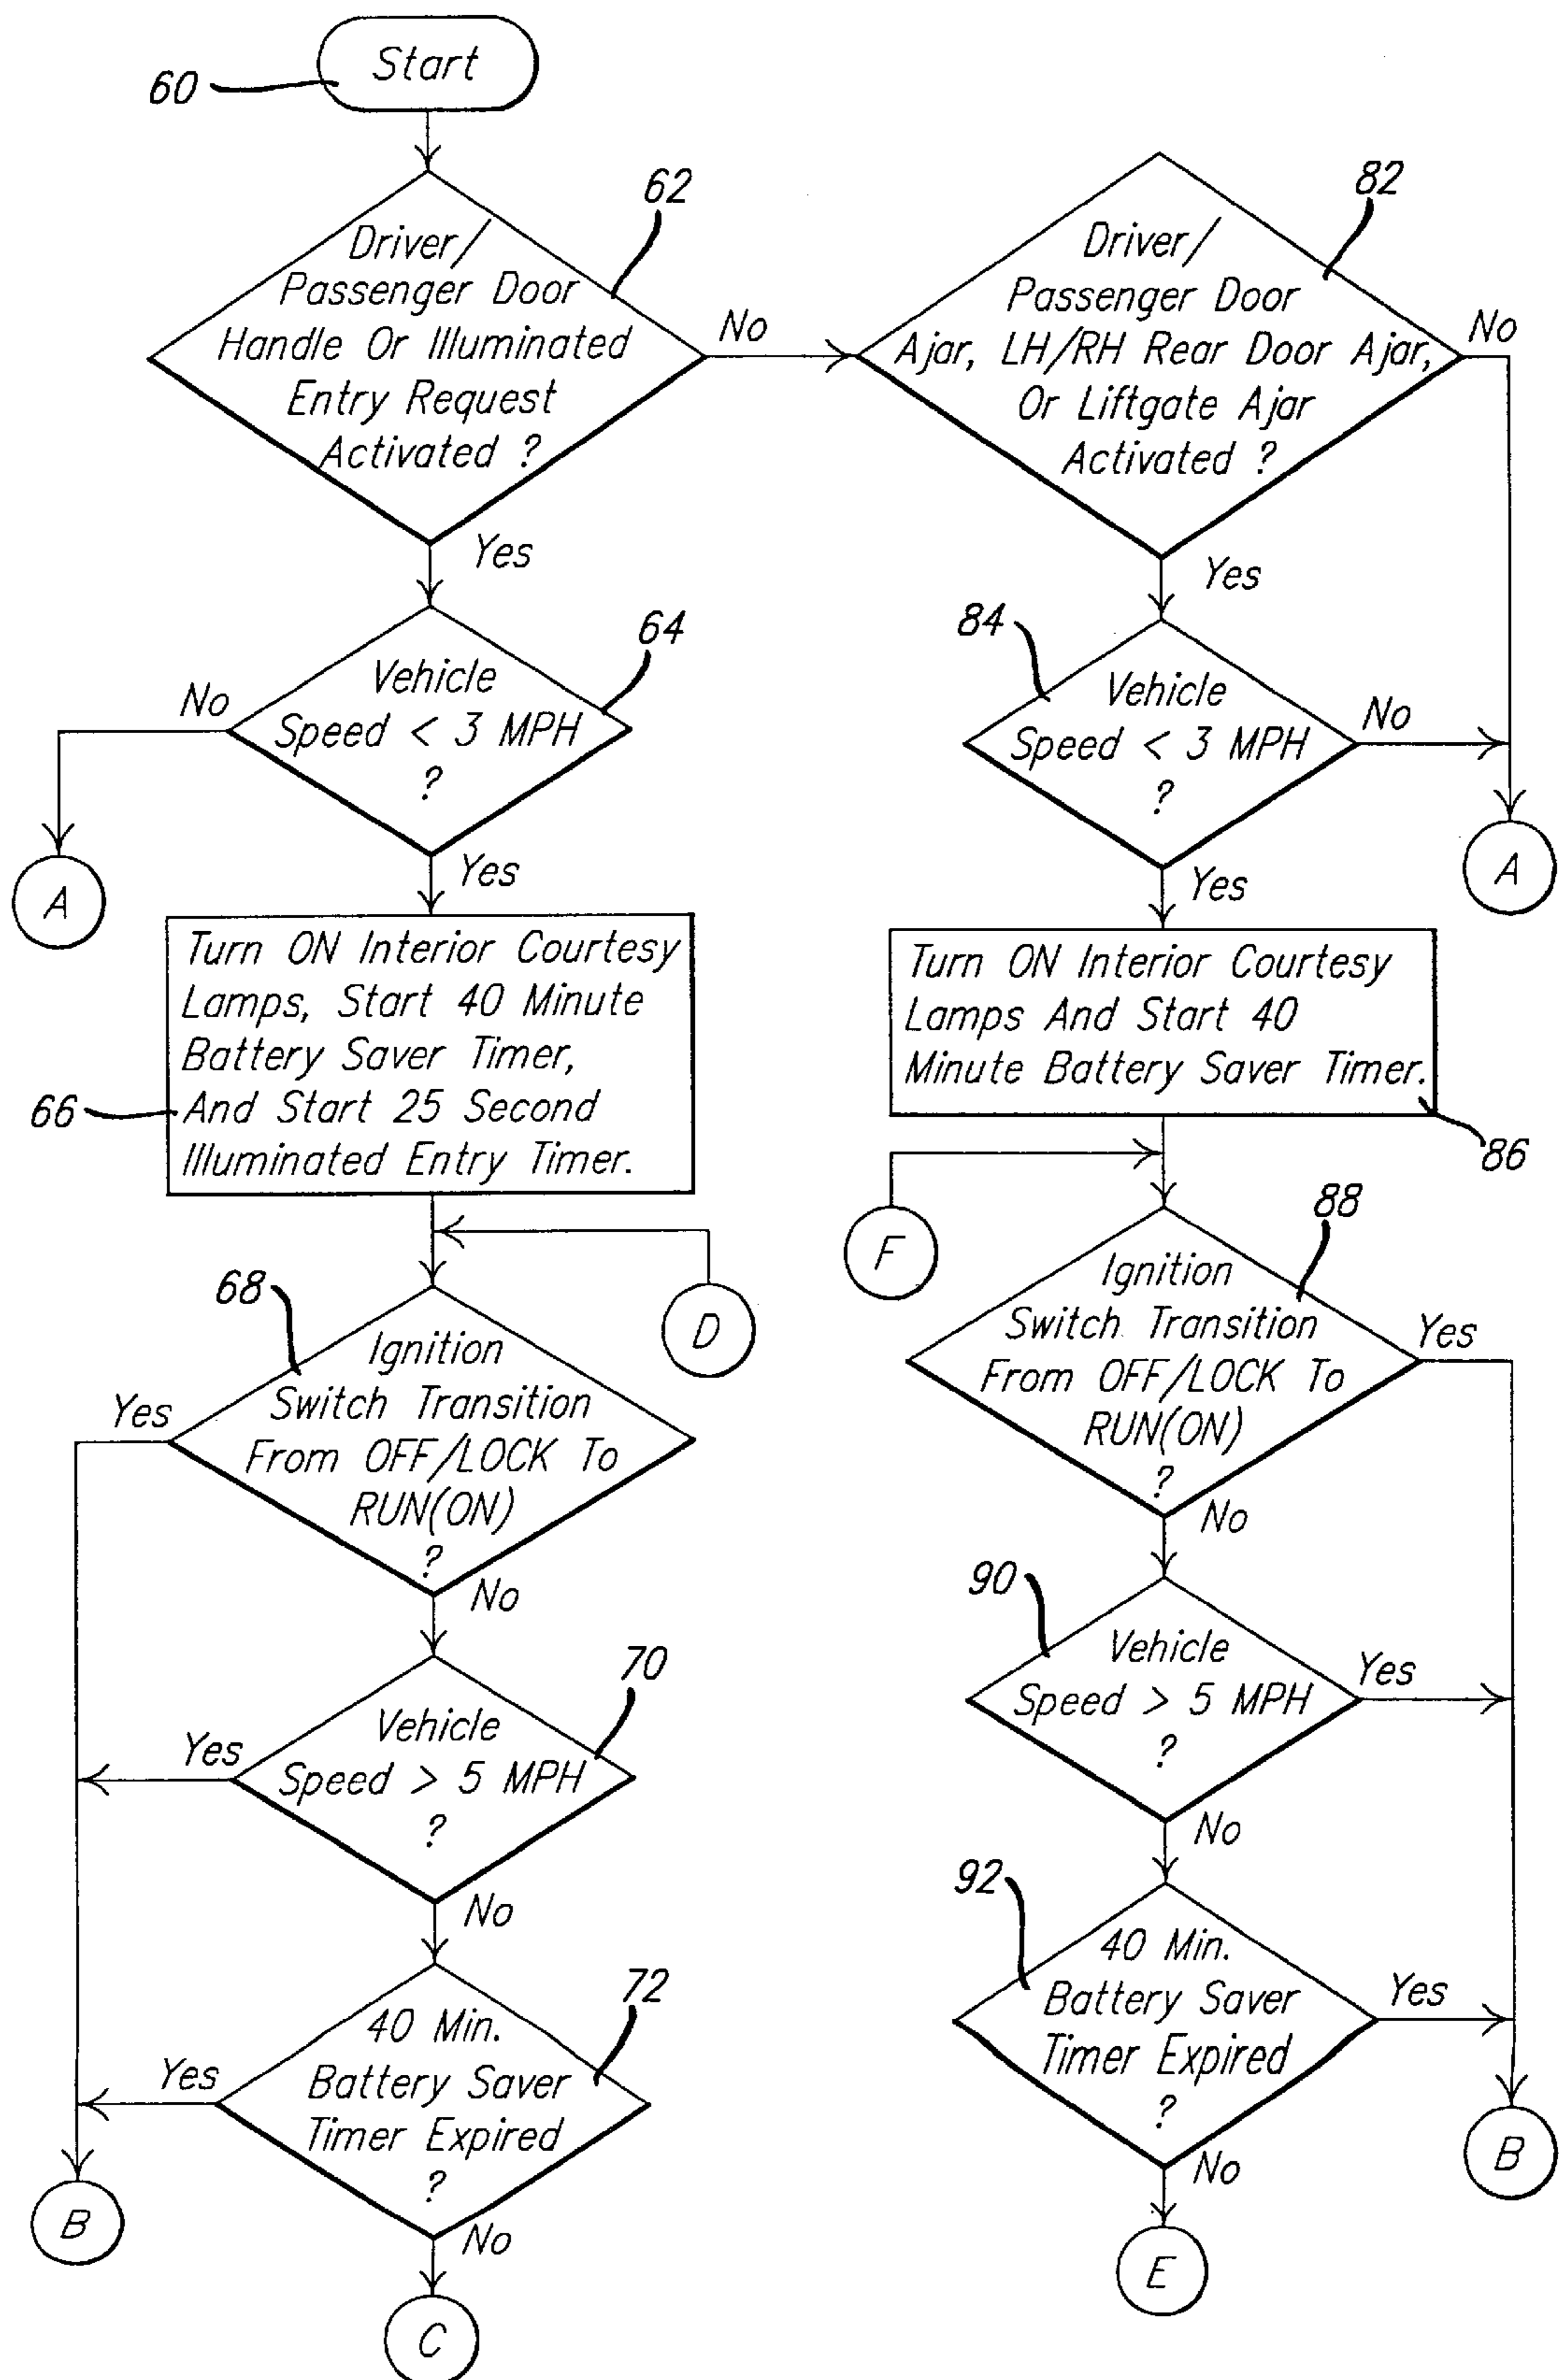 Start
60
62
Driver/
Passenger Door
Handle Or Illuminated
Entry Request
Activated ?
No
Yes
82
Driver/
Passenger Door
Ajar, LH/RH Rear Door Ajar,
Or Liftgate Ajar
Activated ?
No
Yes
64
Vehicle
Speed < 3 MPH
?
No
Yes
A
84
Vehicle
Speed < 3 MPH
?
No
Yes
A
Turn ON Interior Courtesy
Lamps, Start 40 Minute
Battery Saver Timer,
And Start 25 Second
Illuminated Entry Timer.
66
Turn ON Interior Courtesy
Lamps And Start 40
Minute Battery Saver Timer.
86
D
F
68
Ignition
Switch Transition
From OFF/LOCK To
RUN(ON)
?
Yes
No
88
Ignition
Switch Transition
From OFF/LOCK To
RUN(ON)
?
Yes
No
70
Vehicle
Speed > 5 MPH
?
Yes
No
90
Vehicle
Speed > 5 MPH
?
Yes
No
72
40 Min.
Battery Saver
Timer Expired
?
Yes
No
B
C
92
40 Min.
Battery Saver
Timer Expired
?
Yes
No
B
E